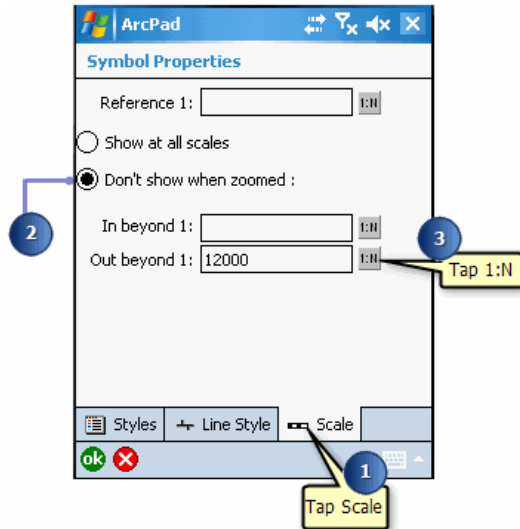 ArcPad
Symbol Properties
Reference 1: 1:N
Show at all scales
Don't show when zoomed :
2
In beyond 1: 1:N
3
Out beyond 1: 12000 1:N
Tap 1:N
Styles Line Style Scale
ok
1
Tap Scale